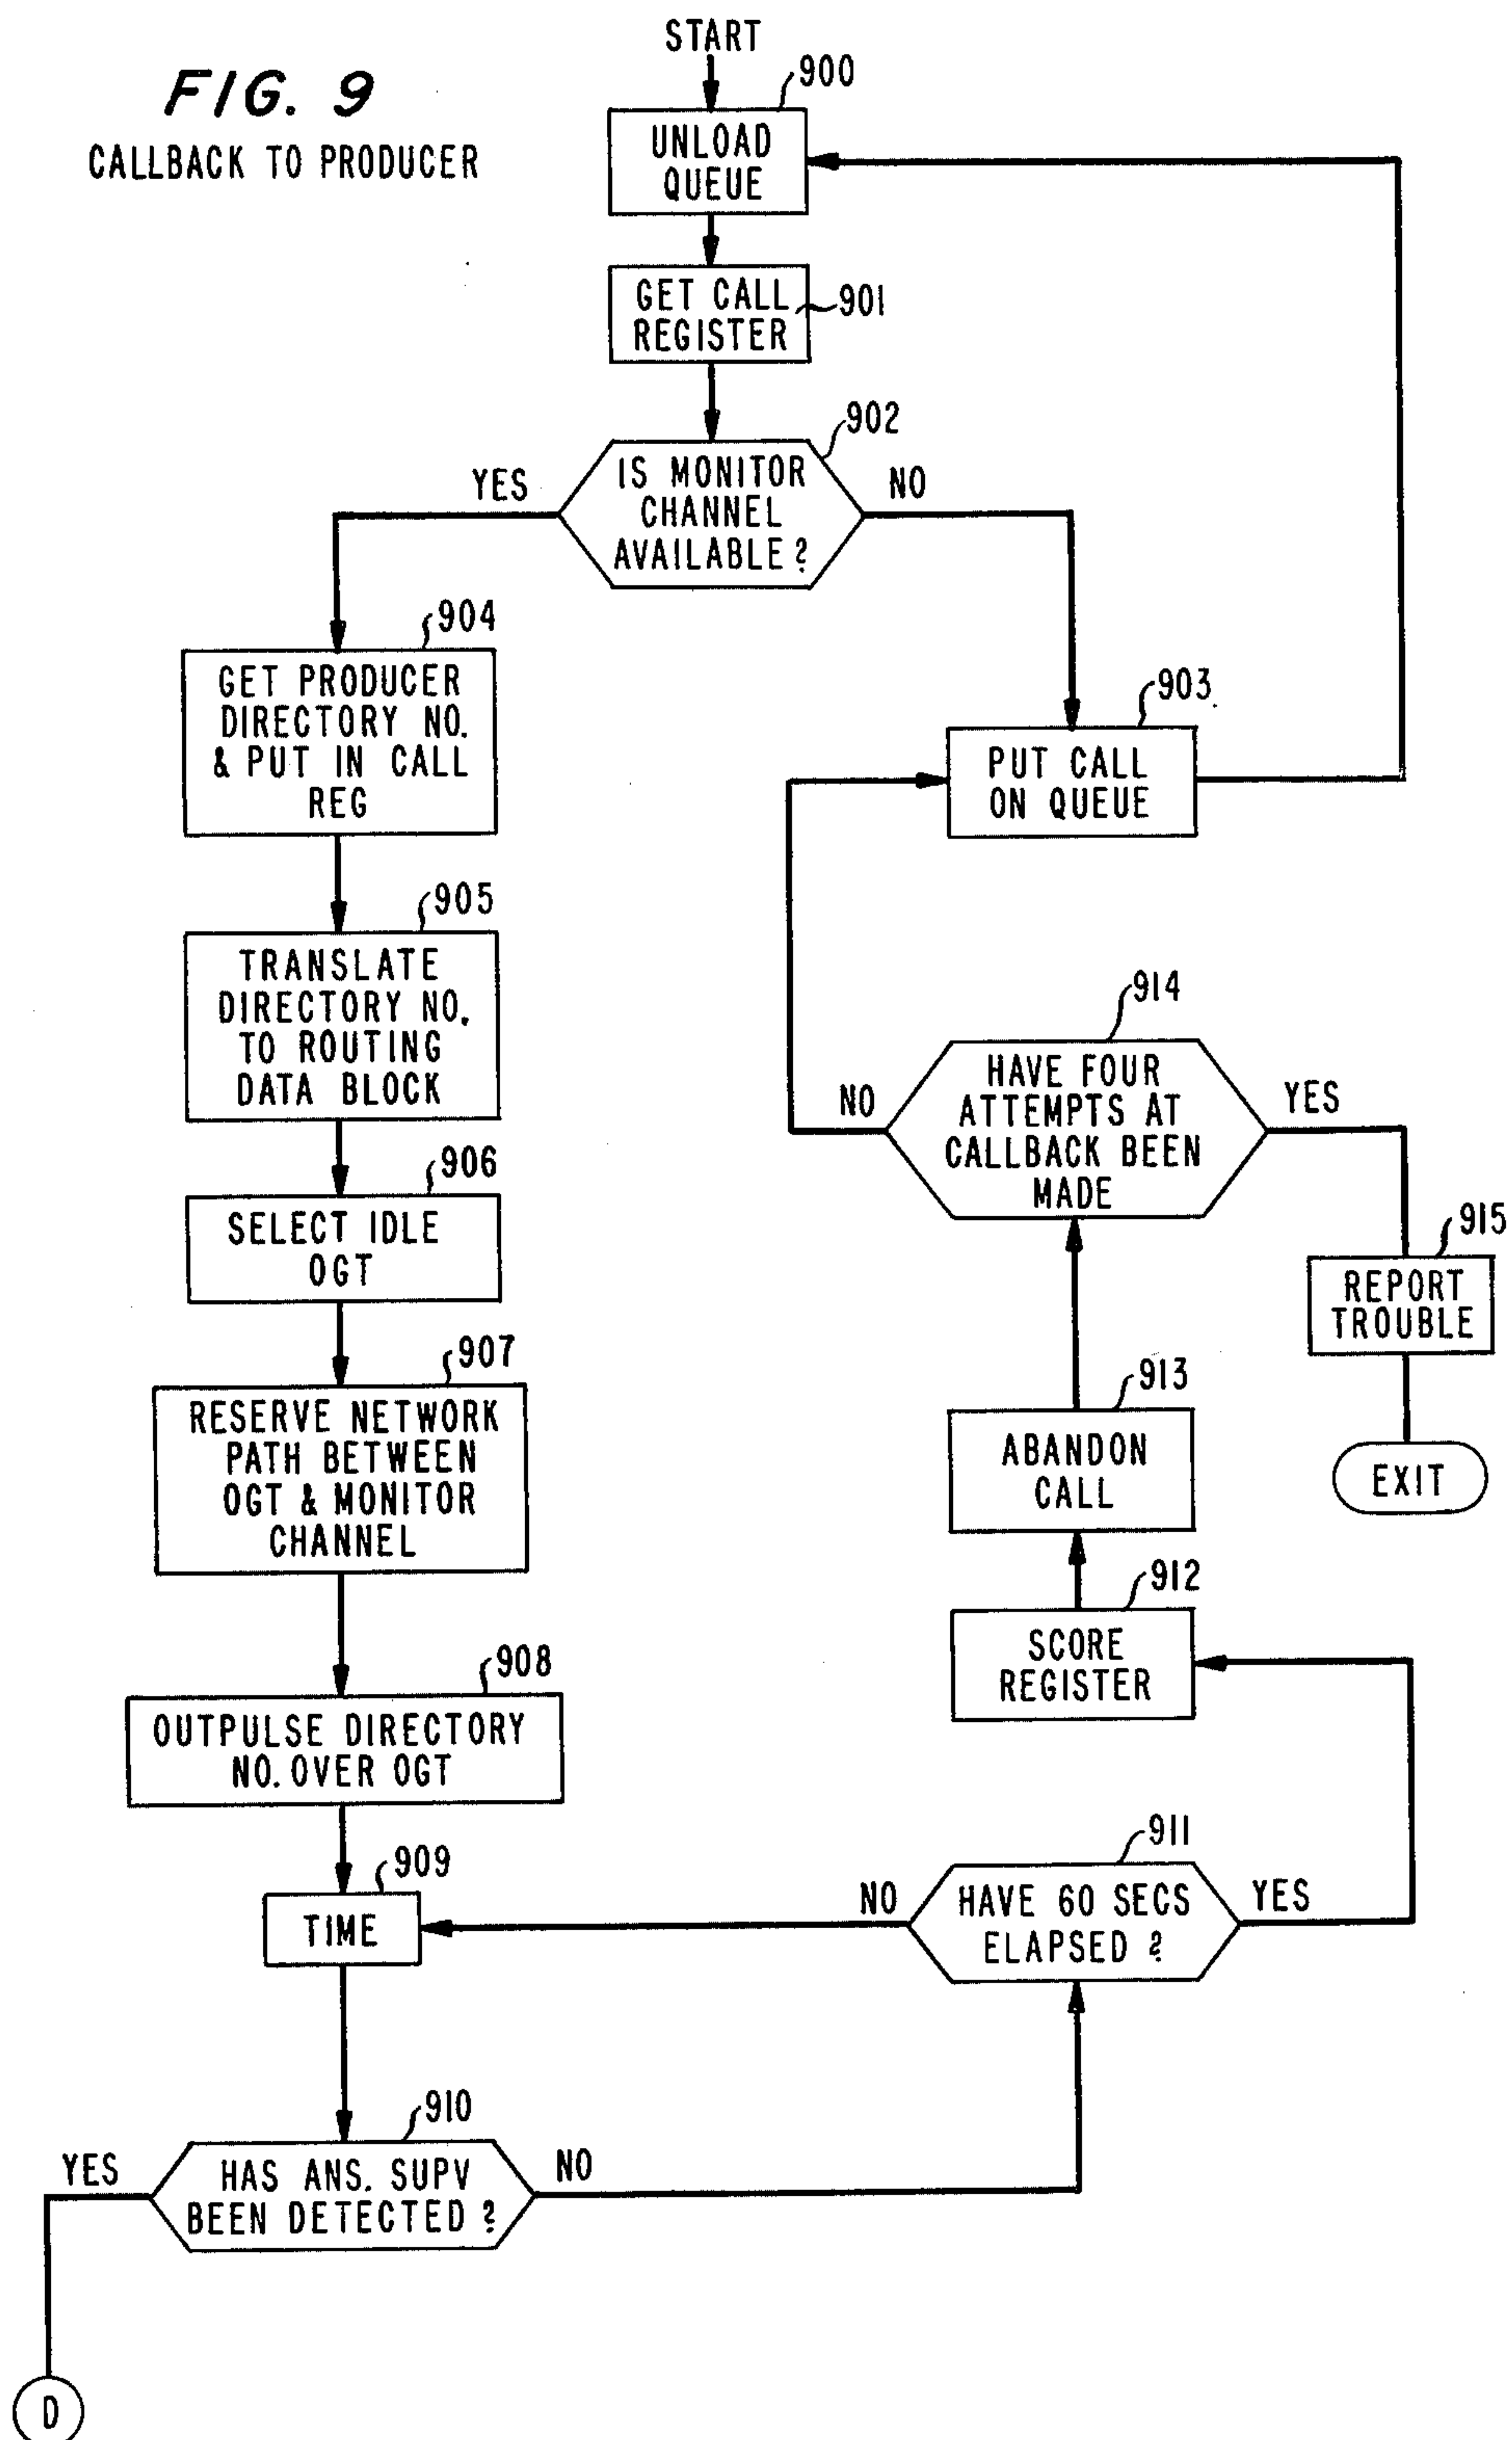 FIG. 9
CALLBACK TO PRODUCER
START
900
UNLOAD
QUEUE
GET CALL
REGISTER
901
902
IS MONITOR
CHANNEL
AVAILABLE ?
YES
NO
904
GET PRODUCER
DIRECTORY NO.
& PUT IN CALL
REG
903
PUT CALL
ON QUEUE
905
TRANSLATE
DIRECTORY NO.
TO ROUTING
DATA BLOCK
914
HAVE FOUR
ATTEMPTS AT
CALLBACK BEEN
MADE
NO
YES
906
SELECT IDLE
OGT
915
REPORT
TROUBLE
EXIT
907
RESERVE NETWORK
PATH BETWEEN
OGT & MONITOR
CHANNEL
913
ABANDON
CALL
912
SCORE
REGISTER
908
OUTPULSE DIRECTORY
NO. OVER OGT
909
TIME
911
HAVE 60 SECS
ELAPSED ?
NO
YES
910
HAS ANS. SUPV
BEEN DETECTED ?
YES
NO
D